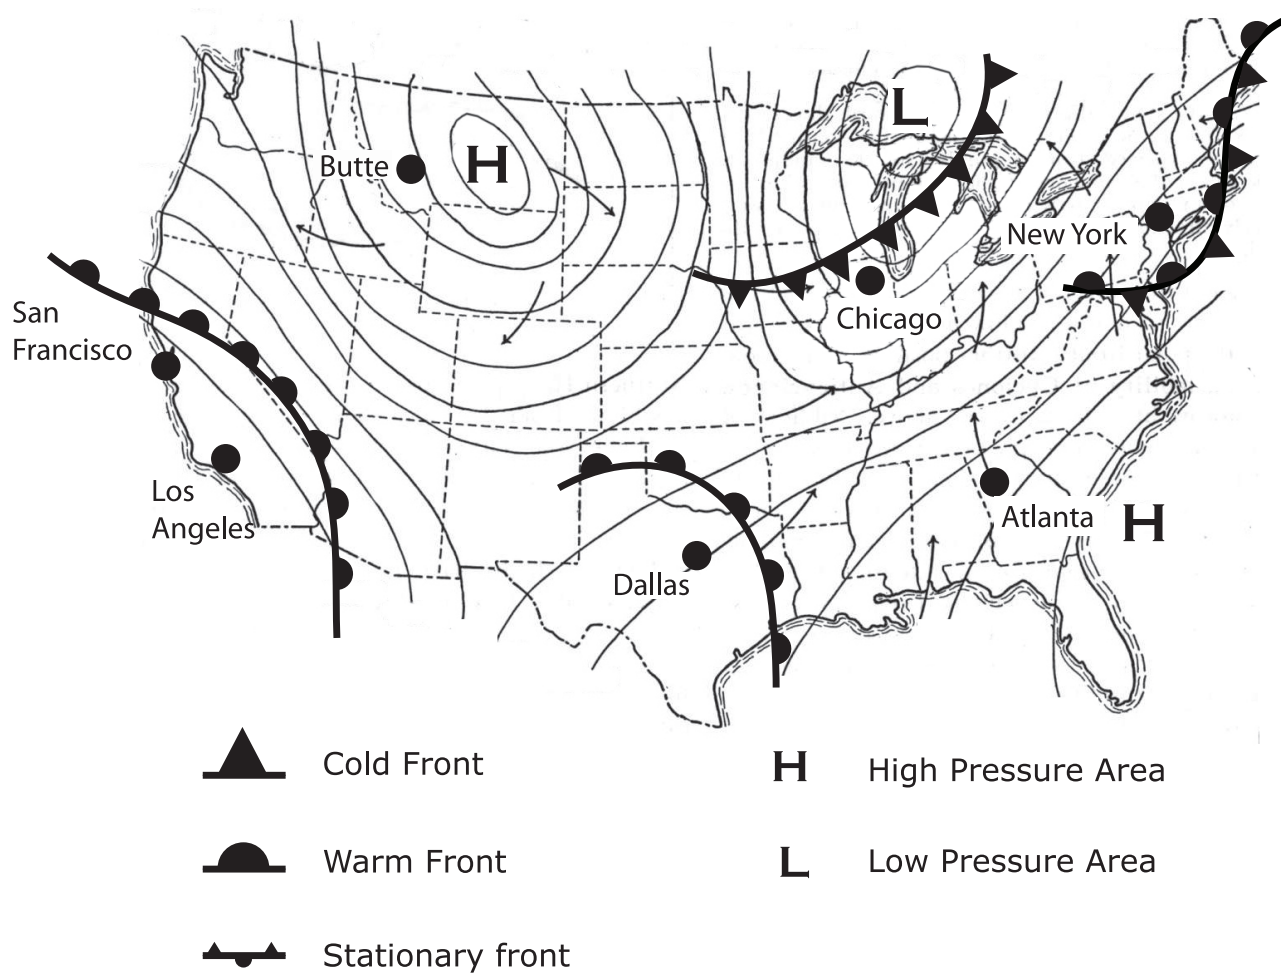 L
Butte
H
New York
San
Francisco
Chicago
Los
Angeles
Atlanta
H
Dallas
Cold Front
H
High Pressure Area
Warm Front
L
Low Pressure Area
Stationary front